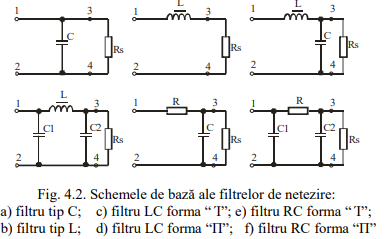 1 3 1 L 3 1 L 3
C Rs Rs C Rs
2 4 2 4 2 4
1 L 3 1 R 3 1 R 3
C1 C2 Rs C Rs C1 C2 Rs
2 4 2 4 2 4
Fig. 4.2. Schemele de bază ale filtrelor de netezire:
a) filtru tip C; c) filtru LC forma “ T”; e) filtru RC forma “ T”;
b) filtru tip L; d) filtru LC forma “П”; f) filtru RC forma “П”